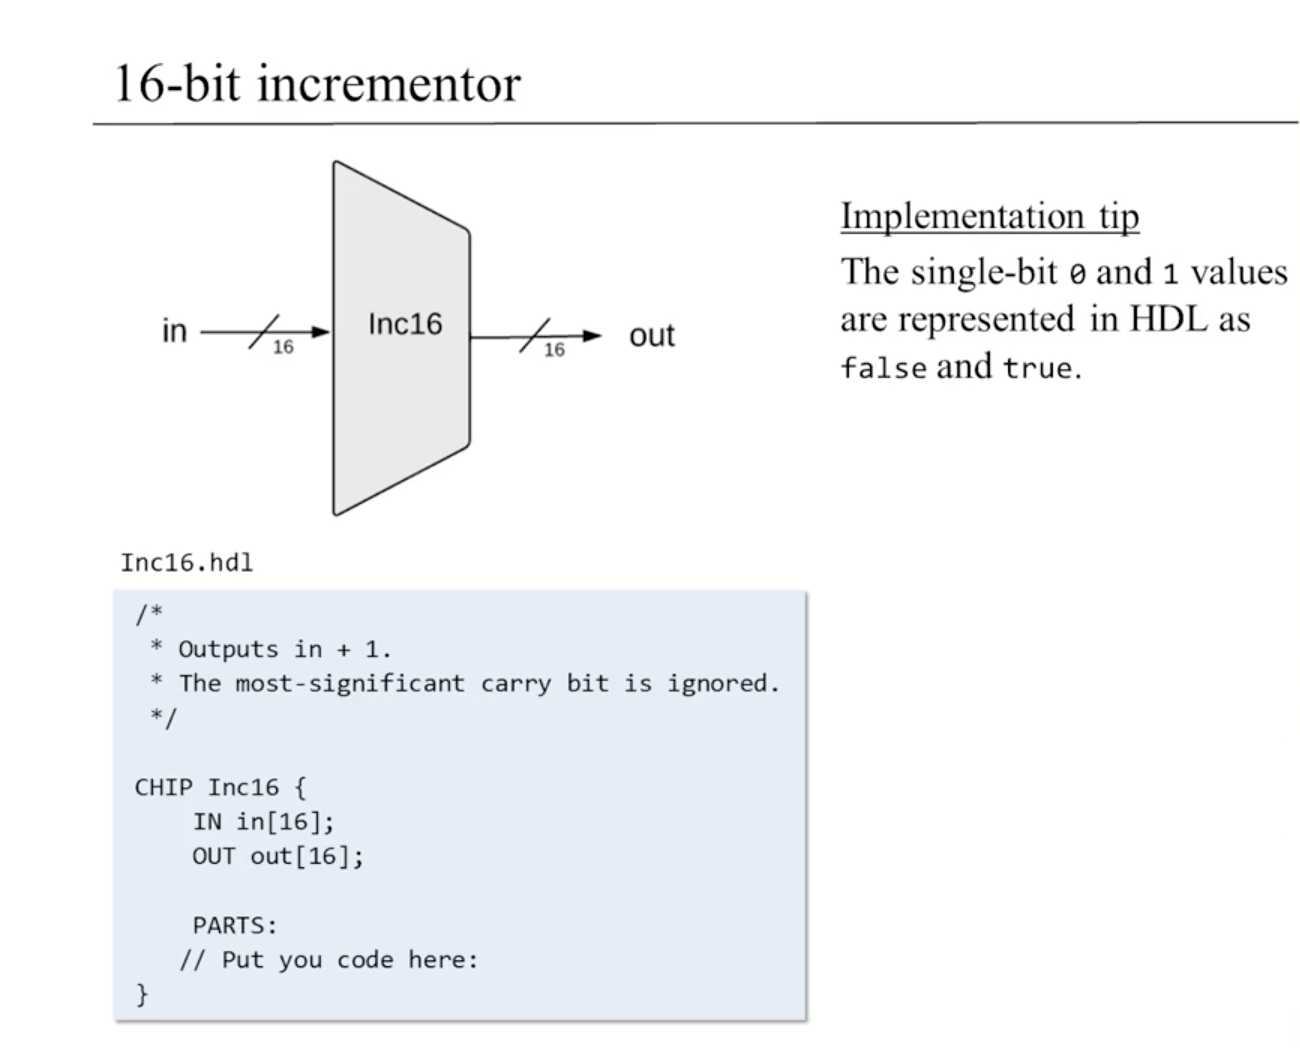 16-bit incrementor
in
16
Inc16
16
out
Implementation tip
The single-bit 0 and 1 values
are represented in HDL as
false and true.
Inc16.hdl
/*
 * Outputs in + 1.
 * The most-significant carry bit is ignored.
 */
CHIP Inc16 {
    IN in[16];
    OUT out[16];
    PARTS:
   // Put you code here:
}